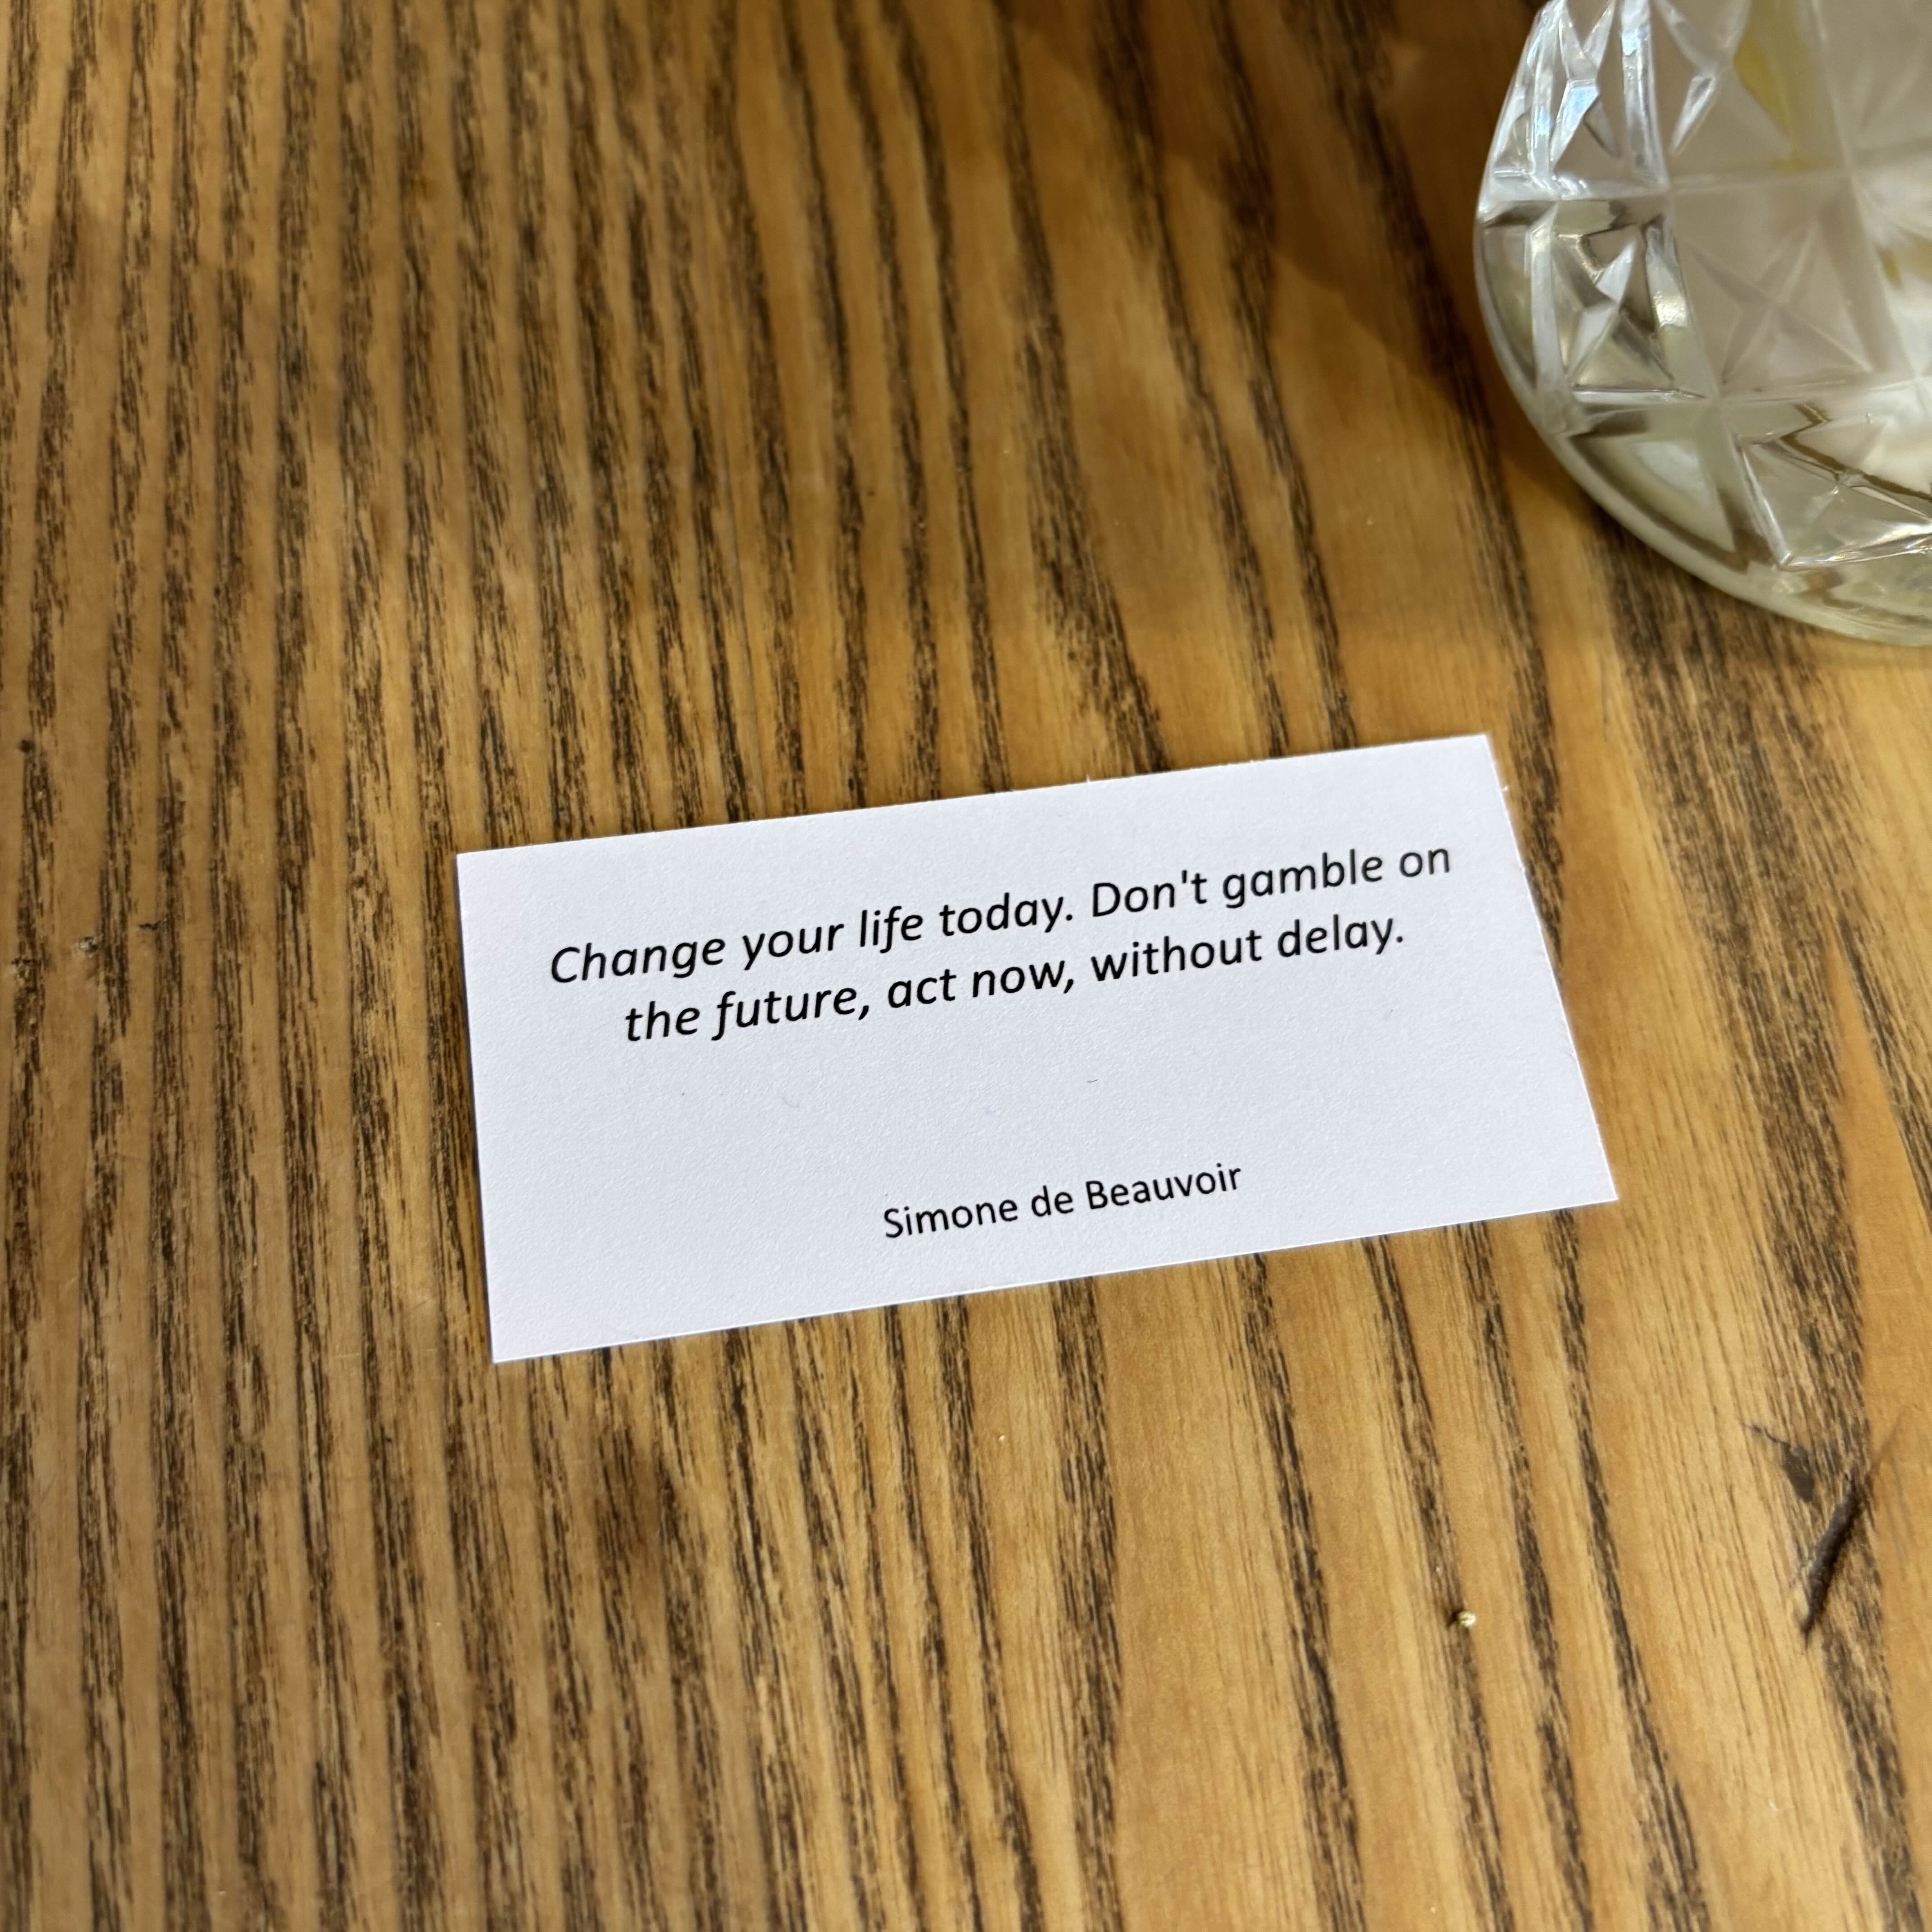 Change your life today. Don't gamble on
the future, act now, without delay.
Simone de Beauvoir